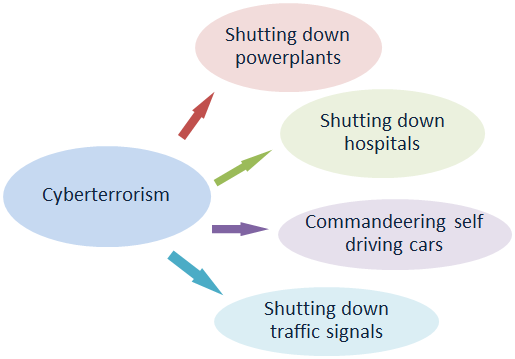 Shutting down
powerplants
Shutting down
hospitals
Cyberterrorism
Commandeering self
driving cars
Shutting down
traffic signals